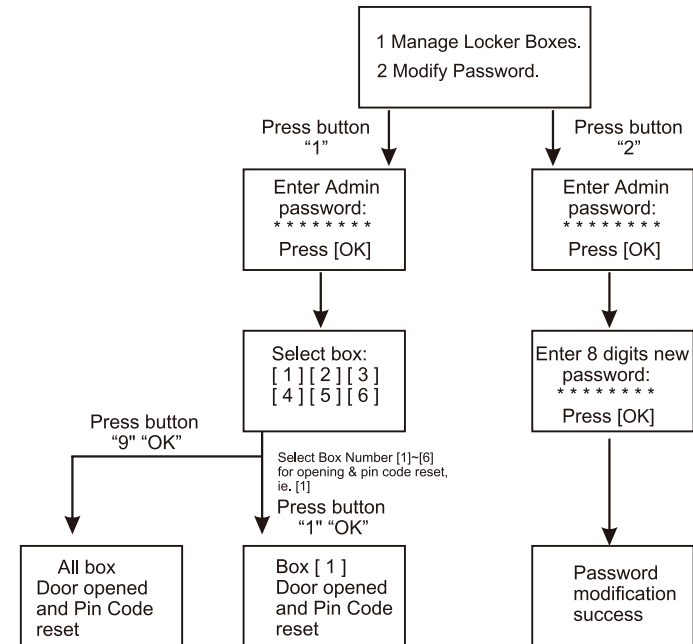 1 Manage Locker Boxes.
2 Modify Password.
Press button
“1”
Press button
“2”
Enter Admin
password:
* * * * * * * *
Press [OK]
Enter Admin
password:
* * * * * * * *
Press [OK]
Select box:
[ 1 ] [ 2 ] [ 3 ]
[ 4 ] [ 5 ] [ 6 ]
Enter 8 digits new
password:
* * * * * * * *
Press [OK]
Press button
“9" “OK”
Select Box Number [1]~[6]
for opening & pin code reset,
ie. [1]
Press button
“1" “OK”
All box
Door opened
and Pin Code
reset
Box [ 1 ]
Door opened
and Pin Code
reset
Password
modification
success